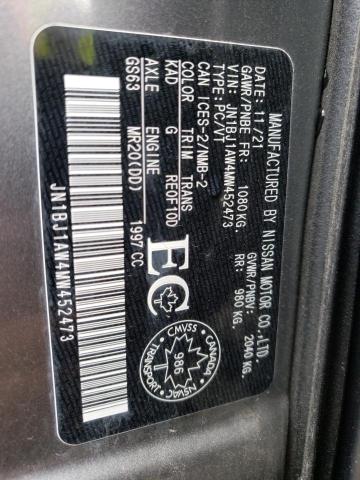 MANUFACTURED BY NISSAN MOTOR CO.,LTD.
DATE: 11/21 GVWR/PNBV: 2040 KG.
GAWR/PNBE FR: 1080 KG. RR: 980 KG.
VIN: JN1BJ1AW4MW452473
TYPE: PC/VT
CAN ICES-2/NMB-2
COLOR TRIM TRANS
KAD G RE0F10D
AXLE ENGINE
GS63 MR20(DD) 1997 CC
JN1BJ1AW4MW452473
EC
CMVSS
CANADA
TRANSPORT
NSVAC
986